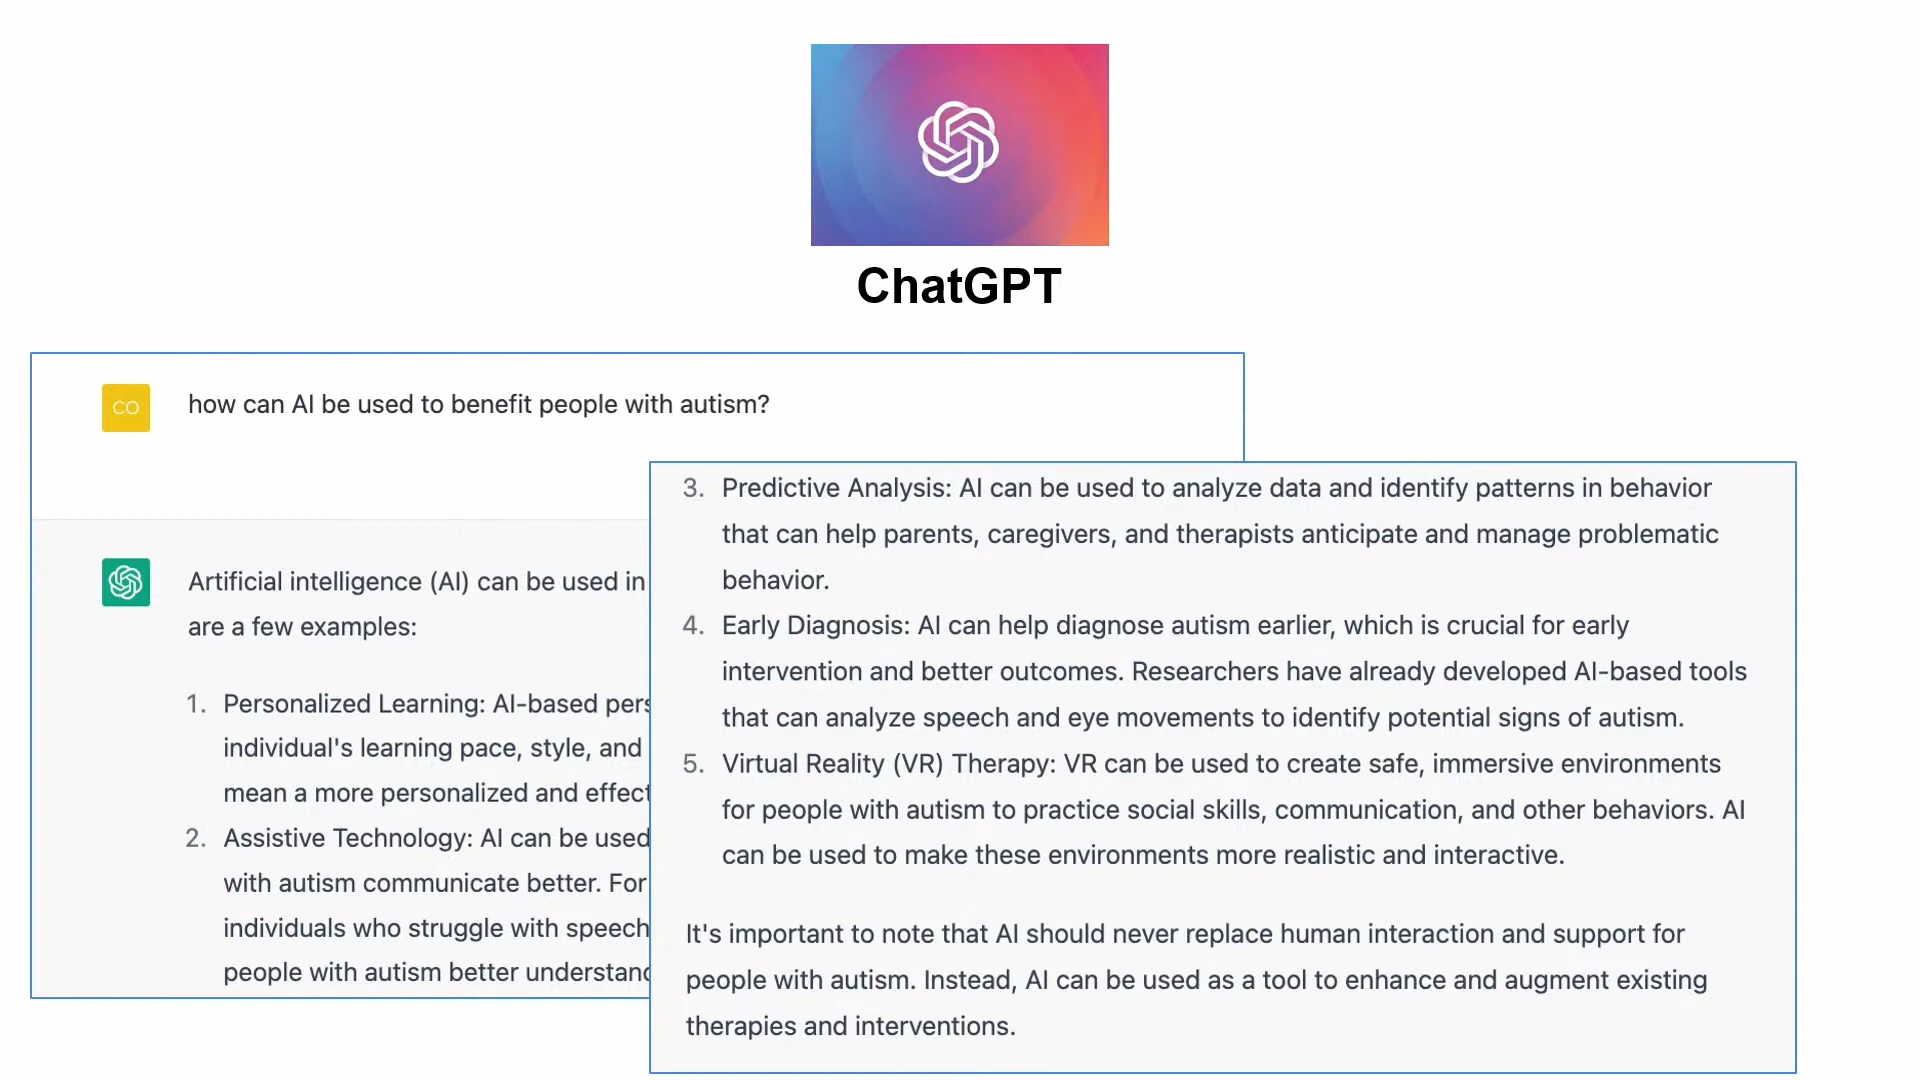 ChatGPT
CO
how can AI be used to benefit people with autism?
Artificial intelligence (AI) can be used in
are a few examples:
1. Personalized Learning: AI-based
individual's learning pace, style, and
mean a more personalized and
2. Assistive Technology: AI can be used
with autism communicate better. For
individuals who struggle with speech
people with autism better
3. Predictive Analysis: AI can be used to analyze data and identify patterns in behavior
that can help parents, caregivers, and therapists anticipate and manage problematic
behavior.
4. Early Diagnosis: AI can help diagnose autism earlier, which is crucial for early
intervention and better outcomes. Researchers have already developed AI-based tools
that can analyze speech and eye movements to identify potential signs of autism.
5. Virtual Reality (VR) Therapy: VR can be used to create safe, immersive environments
for people with autism to practice social skills, communication, and other behaviors. AI
can be used to make these environments more realistic and interactive.
It's important to note that AI should never replace human interaction and support for
people with autism. Instead, AI can be used as a tool to enhance and augment existing
therapies and interventions.